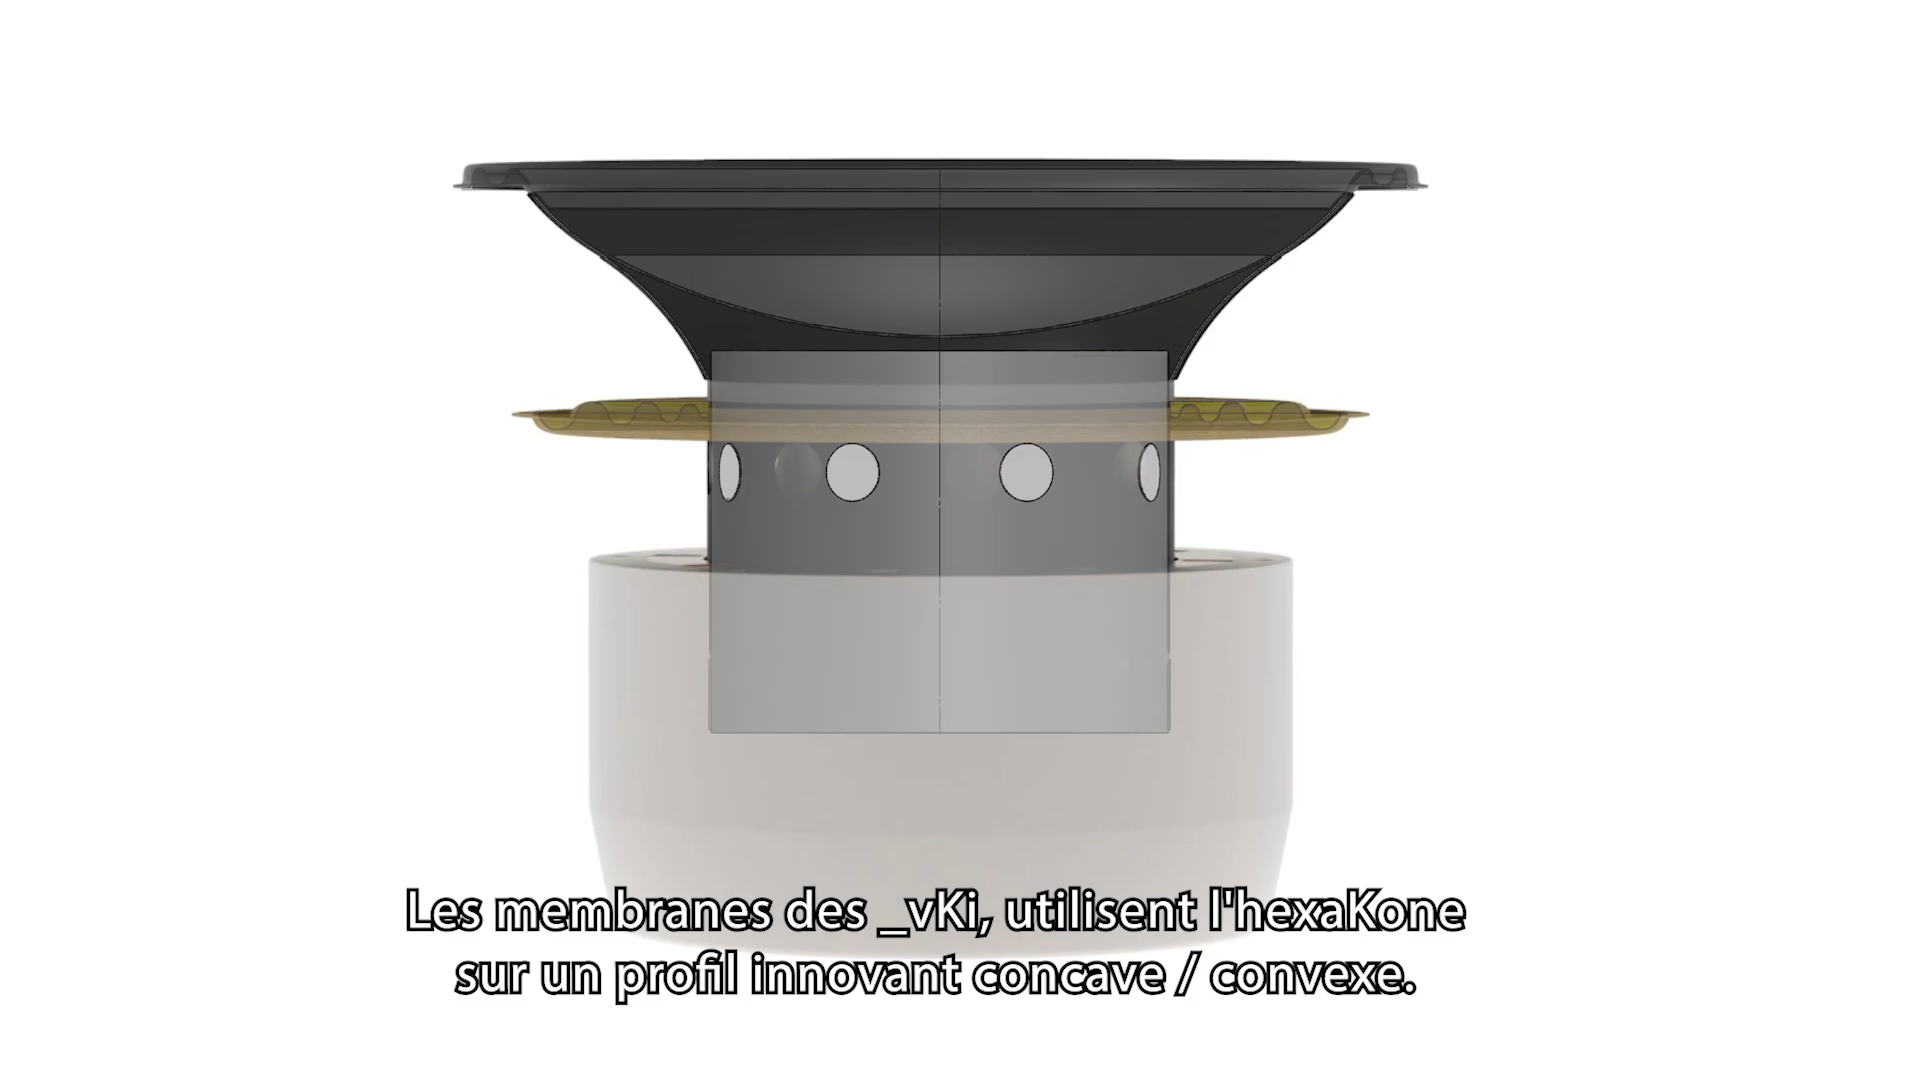 Les membranes des _vKi, utilisent l'hexaKone
sur un profil innovant concave / convexe.